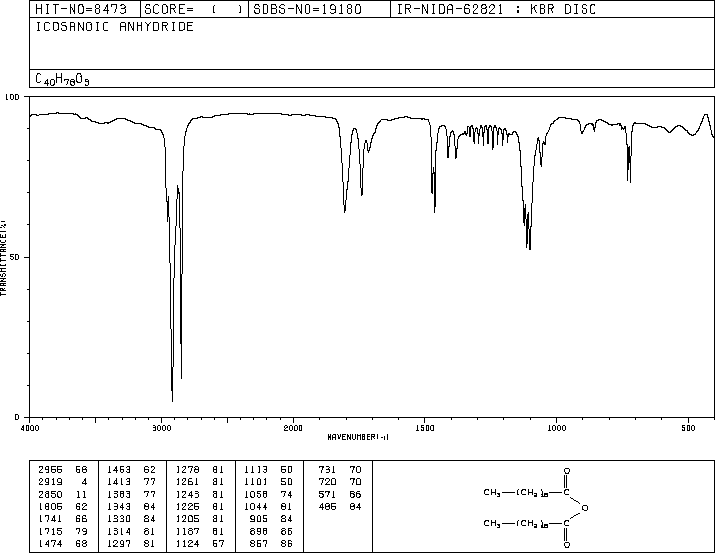 HIT-NO=8473 SCORE= ( ) SDBS-NO=19180 IR-NIDA-62821 : KBR DISC
ICOSANOIC ANHYDRIDE
C40H78O3
100
50
0
TRANSMITTANCE(%)
4000 3000 2000 1500 1000 500
WAVENUMBER(-1)
2955 68 1463 62 1278 81 1113 50 731 70
2919 4 1413 77 1261 81 1101 50 720 70
2850 11 1383 77 1243 81 1058 74 571 86
1805 62 1343 84 1225 81 1044 81 485 84
1741 66 1330 84 1205 81 905 84
1715 79 1314 81 1187 81 898 86
1474 68 1297 81 1124 57 857 86
O
CH3 (CH2)18 C
O
CH3 (CH2)18 C
O